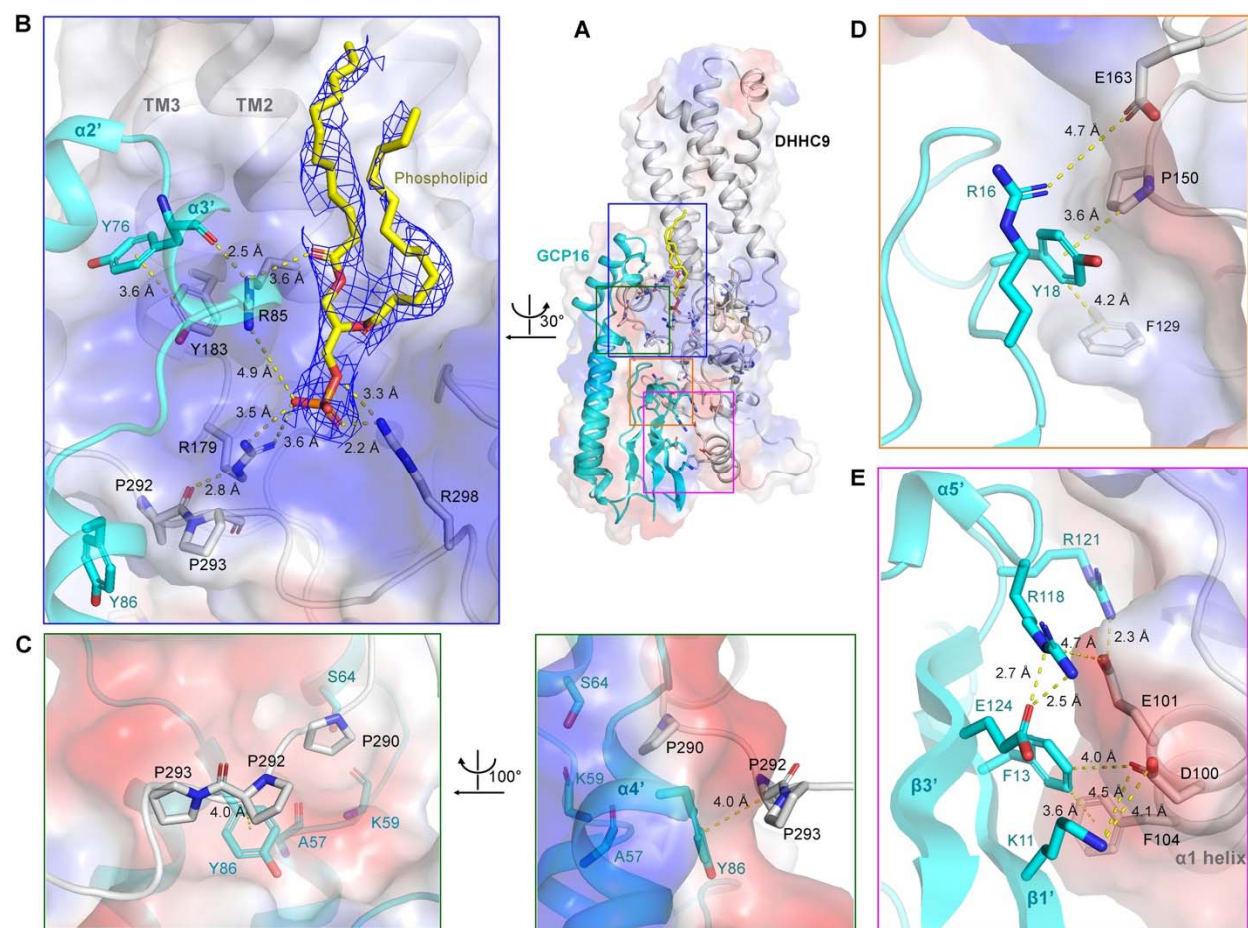 B
TM3
TM2
α2'
Phospholipid
Y76
α3'
2.5 Å
3.6 Å
3.6 Å
R85
Y183
4.9 Å
3.3 Å
3.5 Å
R179
3.6 Å
2.2 Å
P292
2.8 Å
R298
P293
Y86
A
DHHC9
GCP16
30°
D
E163
4.7 Å
R16
P150
3.6 Å
Y18
4.2 Å
F129
C
S64
P290
P292
P293
4.0 Å
K59
A57
Y86
100°
S64
P290
K59
P292
α4'
4.0 Å
P293
A57
Y86
E
α5'
R121
R118
4.7 Å
2.3 Å
2.7 Å
2.5 Å
E101
E124
4.0 Å
D100
F13
β3'
4.5 Å
3.6 Å
4.1 Å
K11
F104
α1 helix
β1'